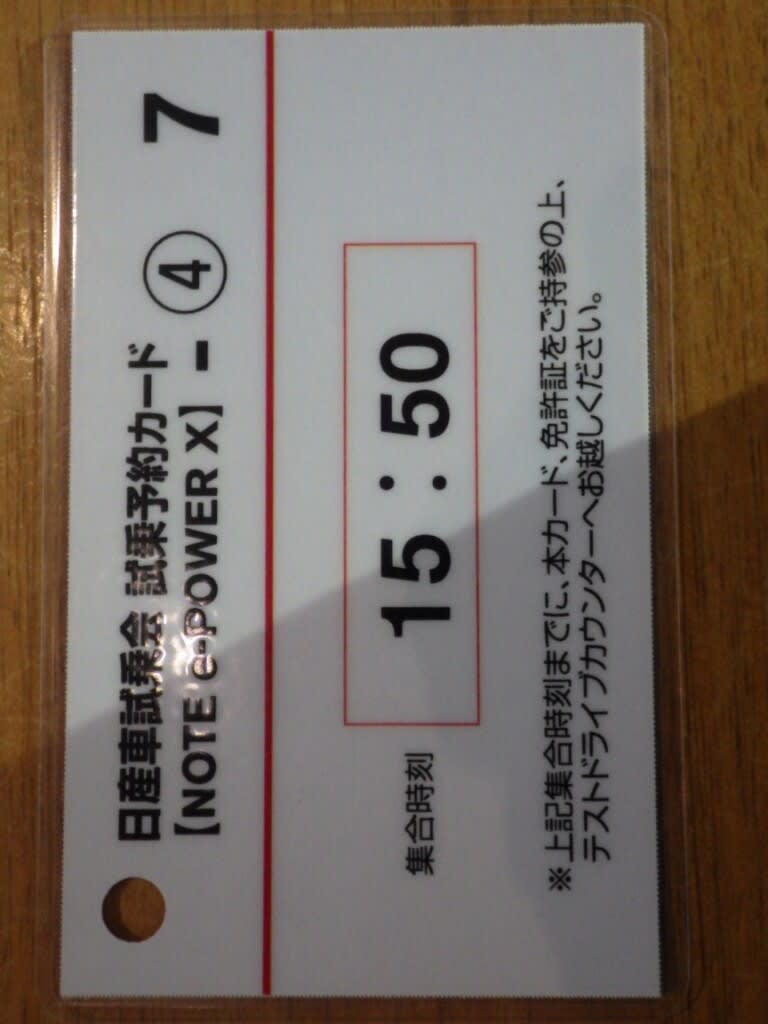 日産車試乗会 試乗予約カード
【NOTE e-POWER X】- ④ 7
集合時刻 15:50
※上記集合時刻までに、本カード、免許証をご持参の上、
テストドライブカウンターへお越しください。